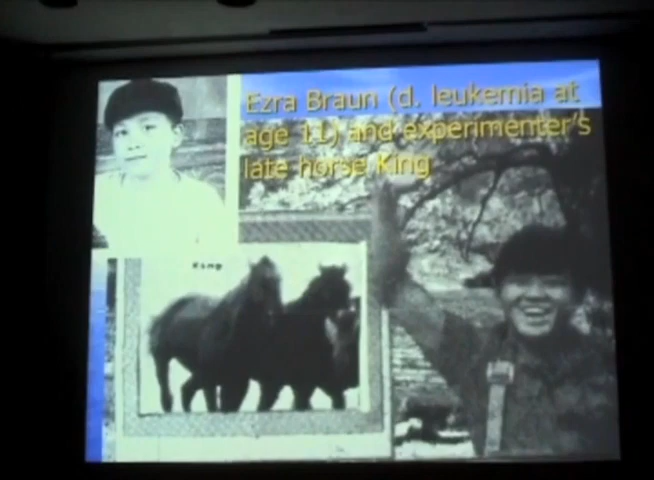 Ezra Braun (d. leukemia at
age 11) and experimenter's
late horse King
King